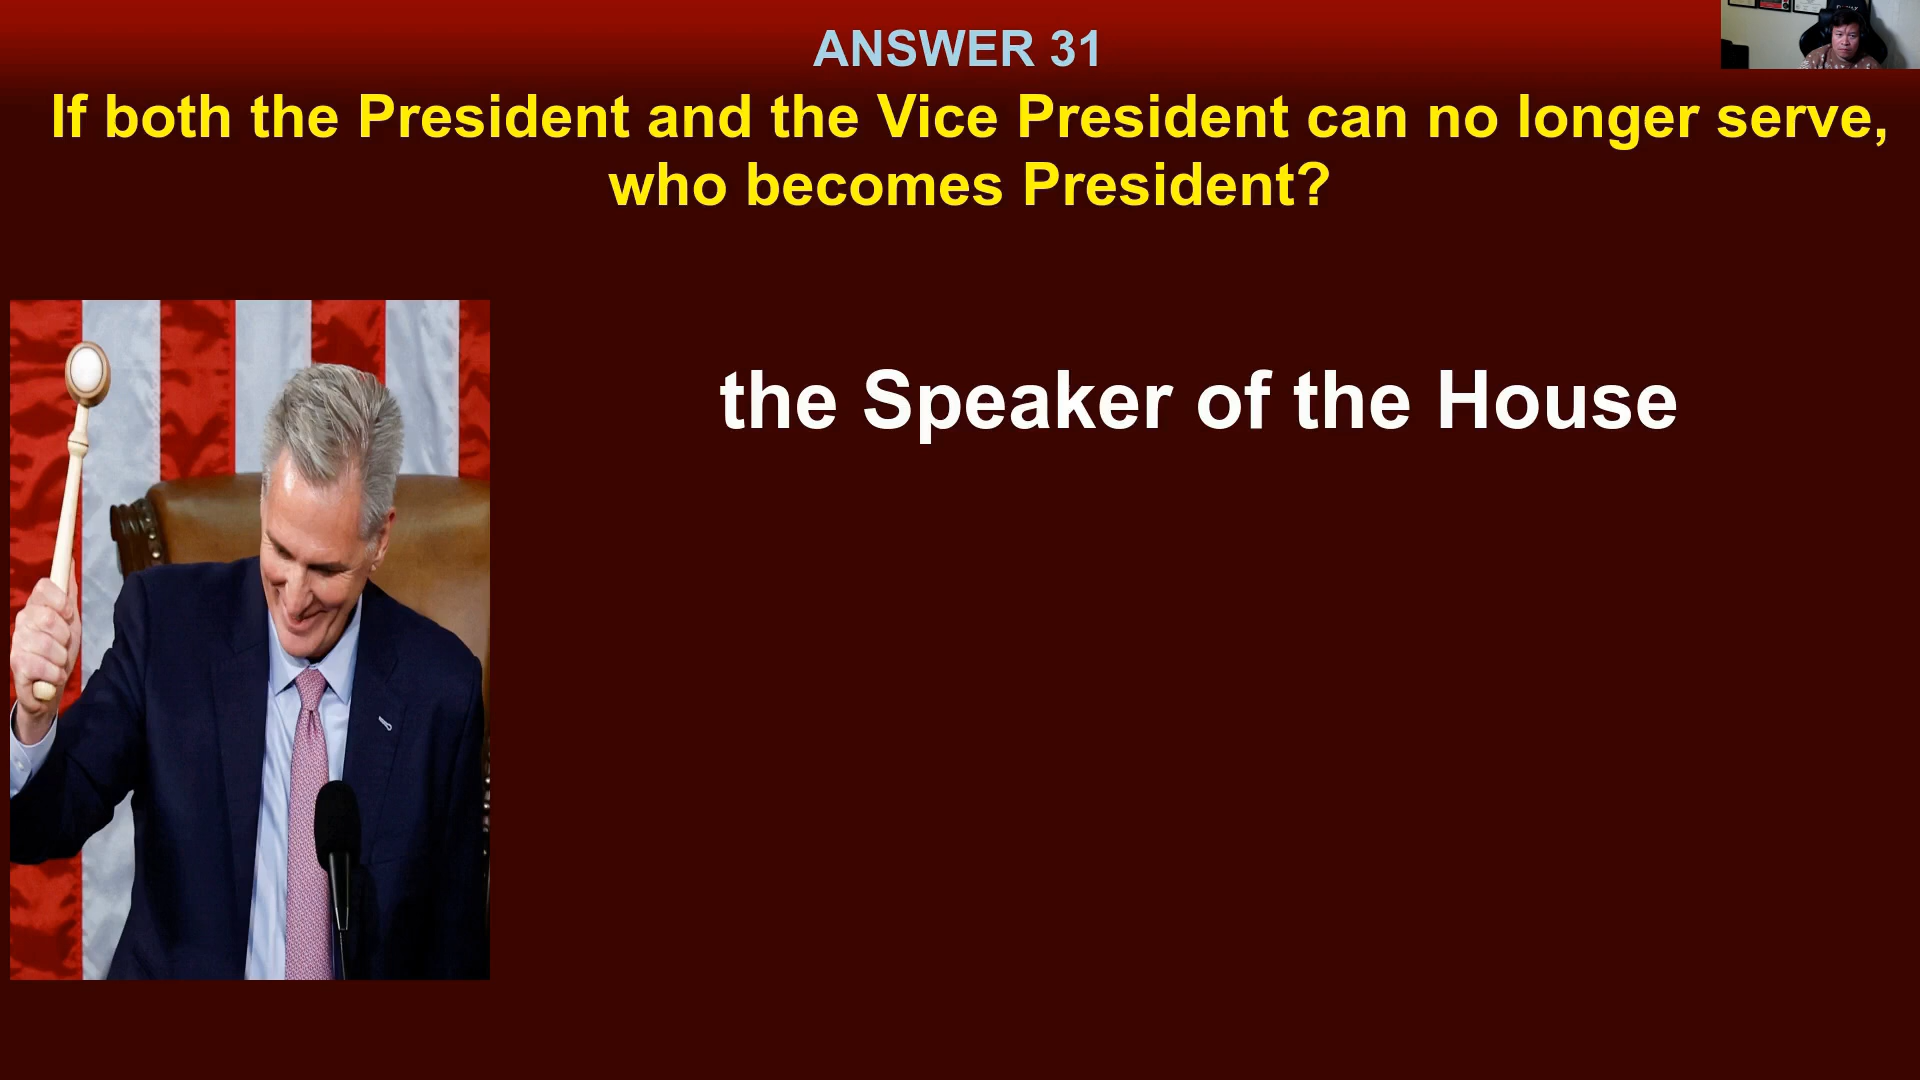 ANSWER 31
If both the President and the Vice President can no longer serve,
who becomes President?
the Speaker of the House